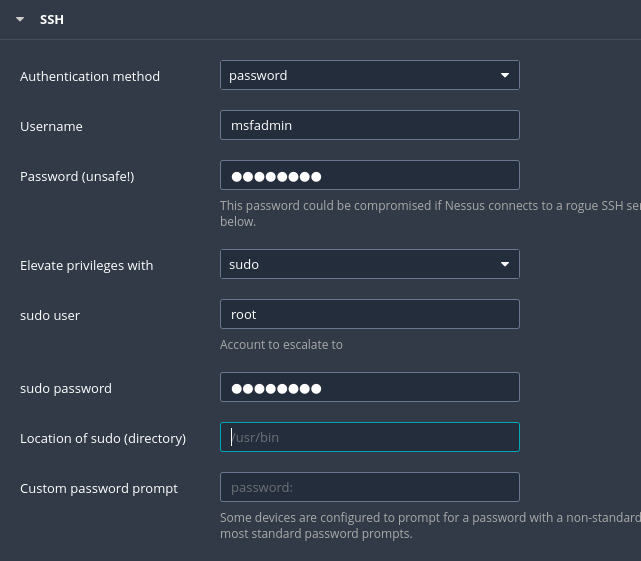 SSH
Authentication method
password
Username
msfadmin
Password (unsafe!)
●●●●●●●●
This password could be compromised if Nessus connects to a rogue SSH
below.
Elevate privileges with
sudo
sudo user
root
Account to escalate to
sudo password
●●●●●●●●
Location of sudo (directory)
/usr/bin
Custom password prompt
password:
Some devices are configured to prompt for a password with a non-standard
most standard password prompts.